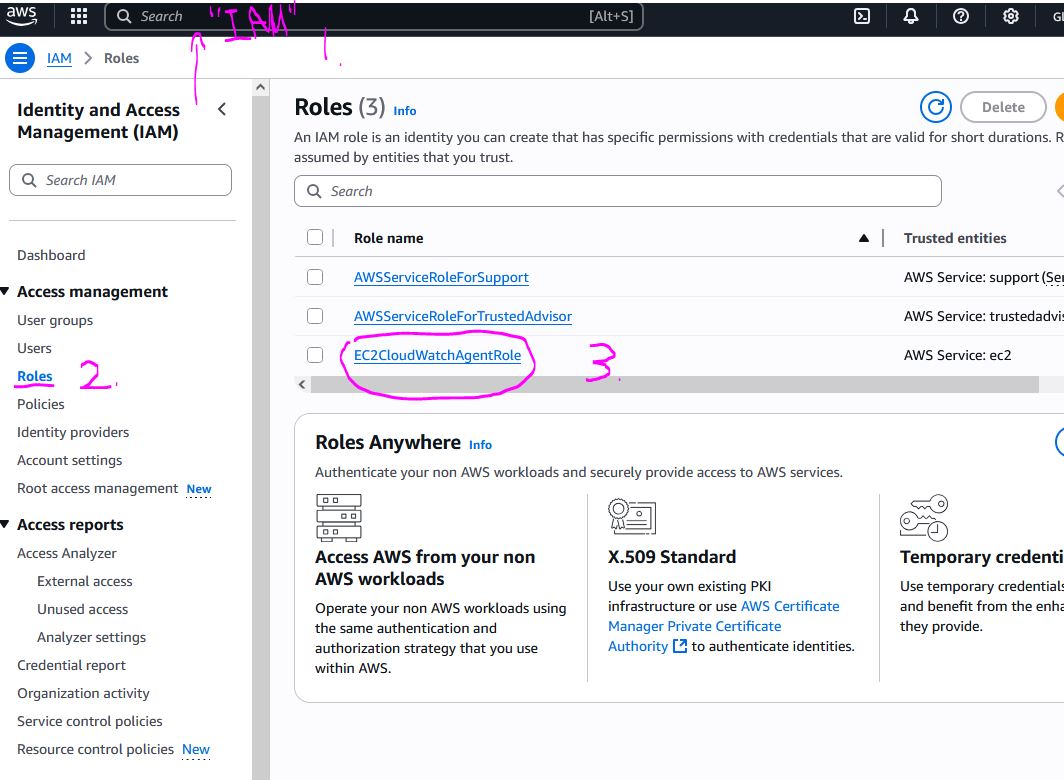 aws
Search "IAM" [Alt+S]
1.
IAM > Roles
Identity and Access
Management (IAM)
Search IAM
Dashboard
Access management
User groups
Users
Roles 2.
Policies
Identity providers
Account settings
Root access management New
Access reports
Access Analyzer
External access
Unused access
Analyzer settings
Credential report
Organization activity
Service control policies
Resource control policies New
Roles (3) Info
Delete
An IAM role is an identity you can create that has specific permissions with credentials that are valid for short durations. R
assumed by entities that you trust.
Search
Role name Trusted entities
AWSServiceRoleForSupport AWS Service: support (Ser
AWSServiceRoleForTrustedAdvisor AWS Service: trustedadvis
EC2CloudWatchAgentRole 3. AWS Service: ec2
Roles Anywhere Info
Authenticate your non AWS workloads and securely provide access to AWS services.
Access AWS from your non
AWS workloads
Operate your non AWS workloads using
the same authentication and
authorization strategy that you use
within AWS.
X.509 Standard
Use your own existing PKI
infrastructure or use AWS Certificate
Manager Private Certificate
Authority to authenticate identities.
Temporary credenti
Use temporary credentials
and benefit from the enha
they provide.